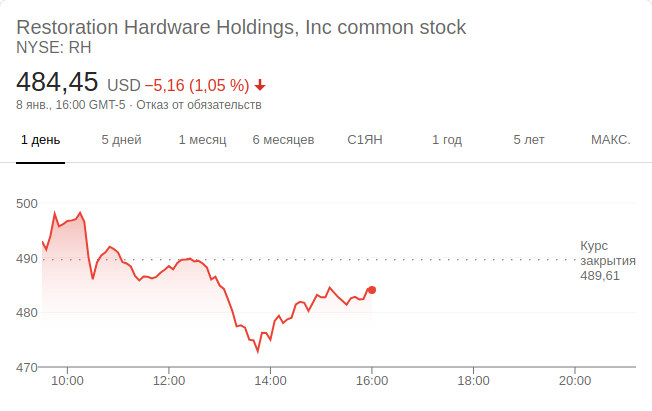 Restoration Hardware Holdings, Inc common stock
NYSE: RH
484,45 USD −5,16 (1,05 %)
8 янв., 16:00 GMT-5 · Отказ от обязательств
1 день 5 дней 1 месяц 6 месяцев С1ЯН 1 год 5 лет МАКС.
500
490
480
470
Курс
закрытия
489,61
10:00 12:00 14:00 16:00 18:00 20:00